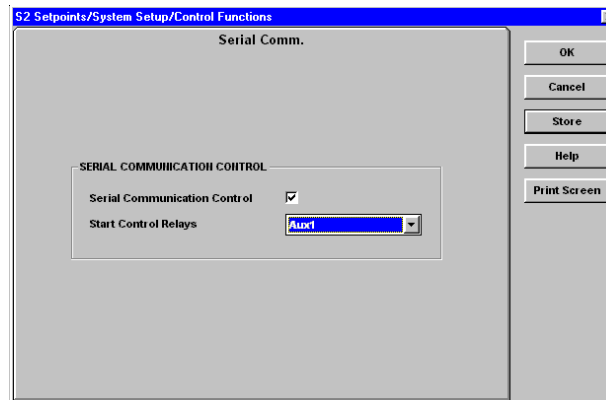 S2 Setpoints/System Setup/Control Functions
Serial Comm.
OK
Cancel
Store
Help
Print Screen
SERIAL COMMUNICATION CONTROL
Serial Communication Control
Start Control Relays
Aux1